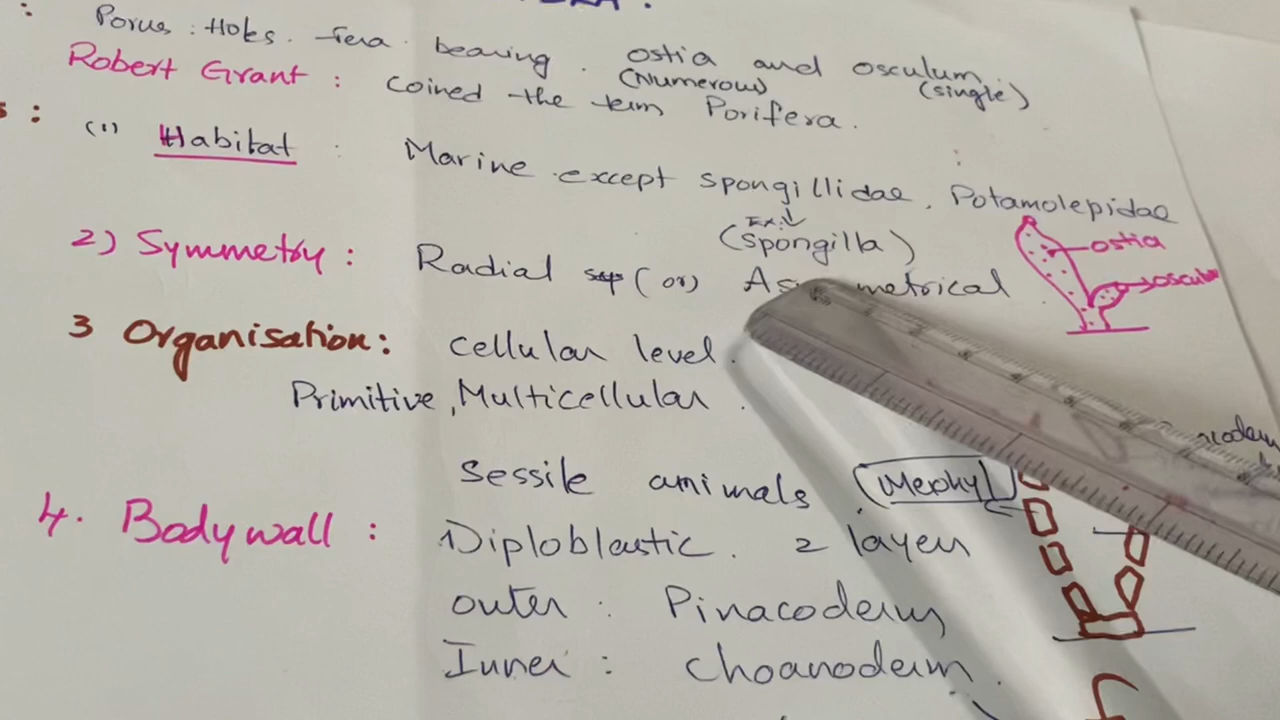 Porus : Holes . fera . bearing . ostia and osculum
(Numerous) (single)
Robert Grant : Coined the term Porifera .
(1) Habitat : Marine except spongillidae , Potamolepidae
Ex:
(spongilla)
ostia
2) Symmetry : Radial (or)
3 Organisation : Cellular level .
Primitive , Multicellular .
Sessile animals
4. Body wall : Diploblastic . 2 layers
outer : Pinacoderm
Inner : Choanoderm .